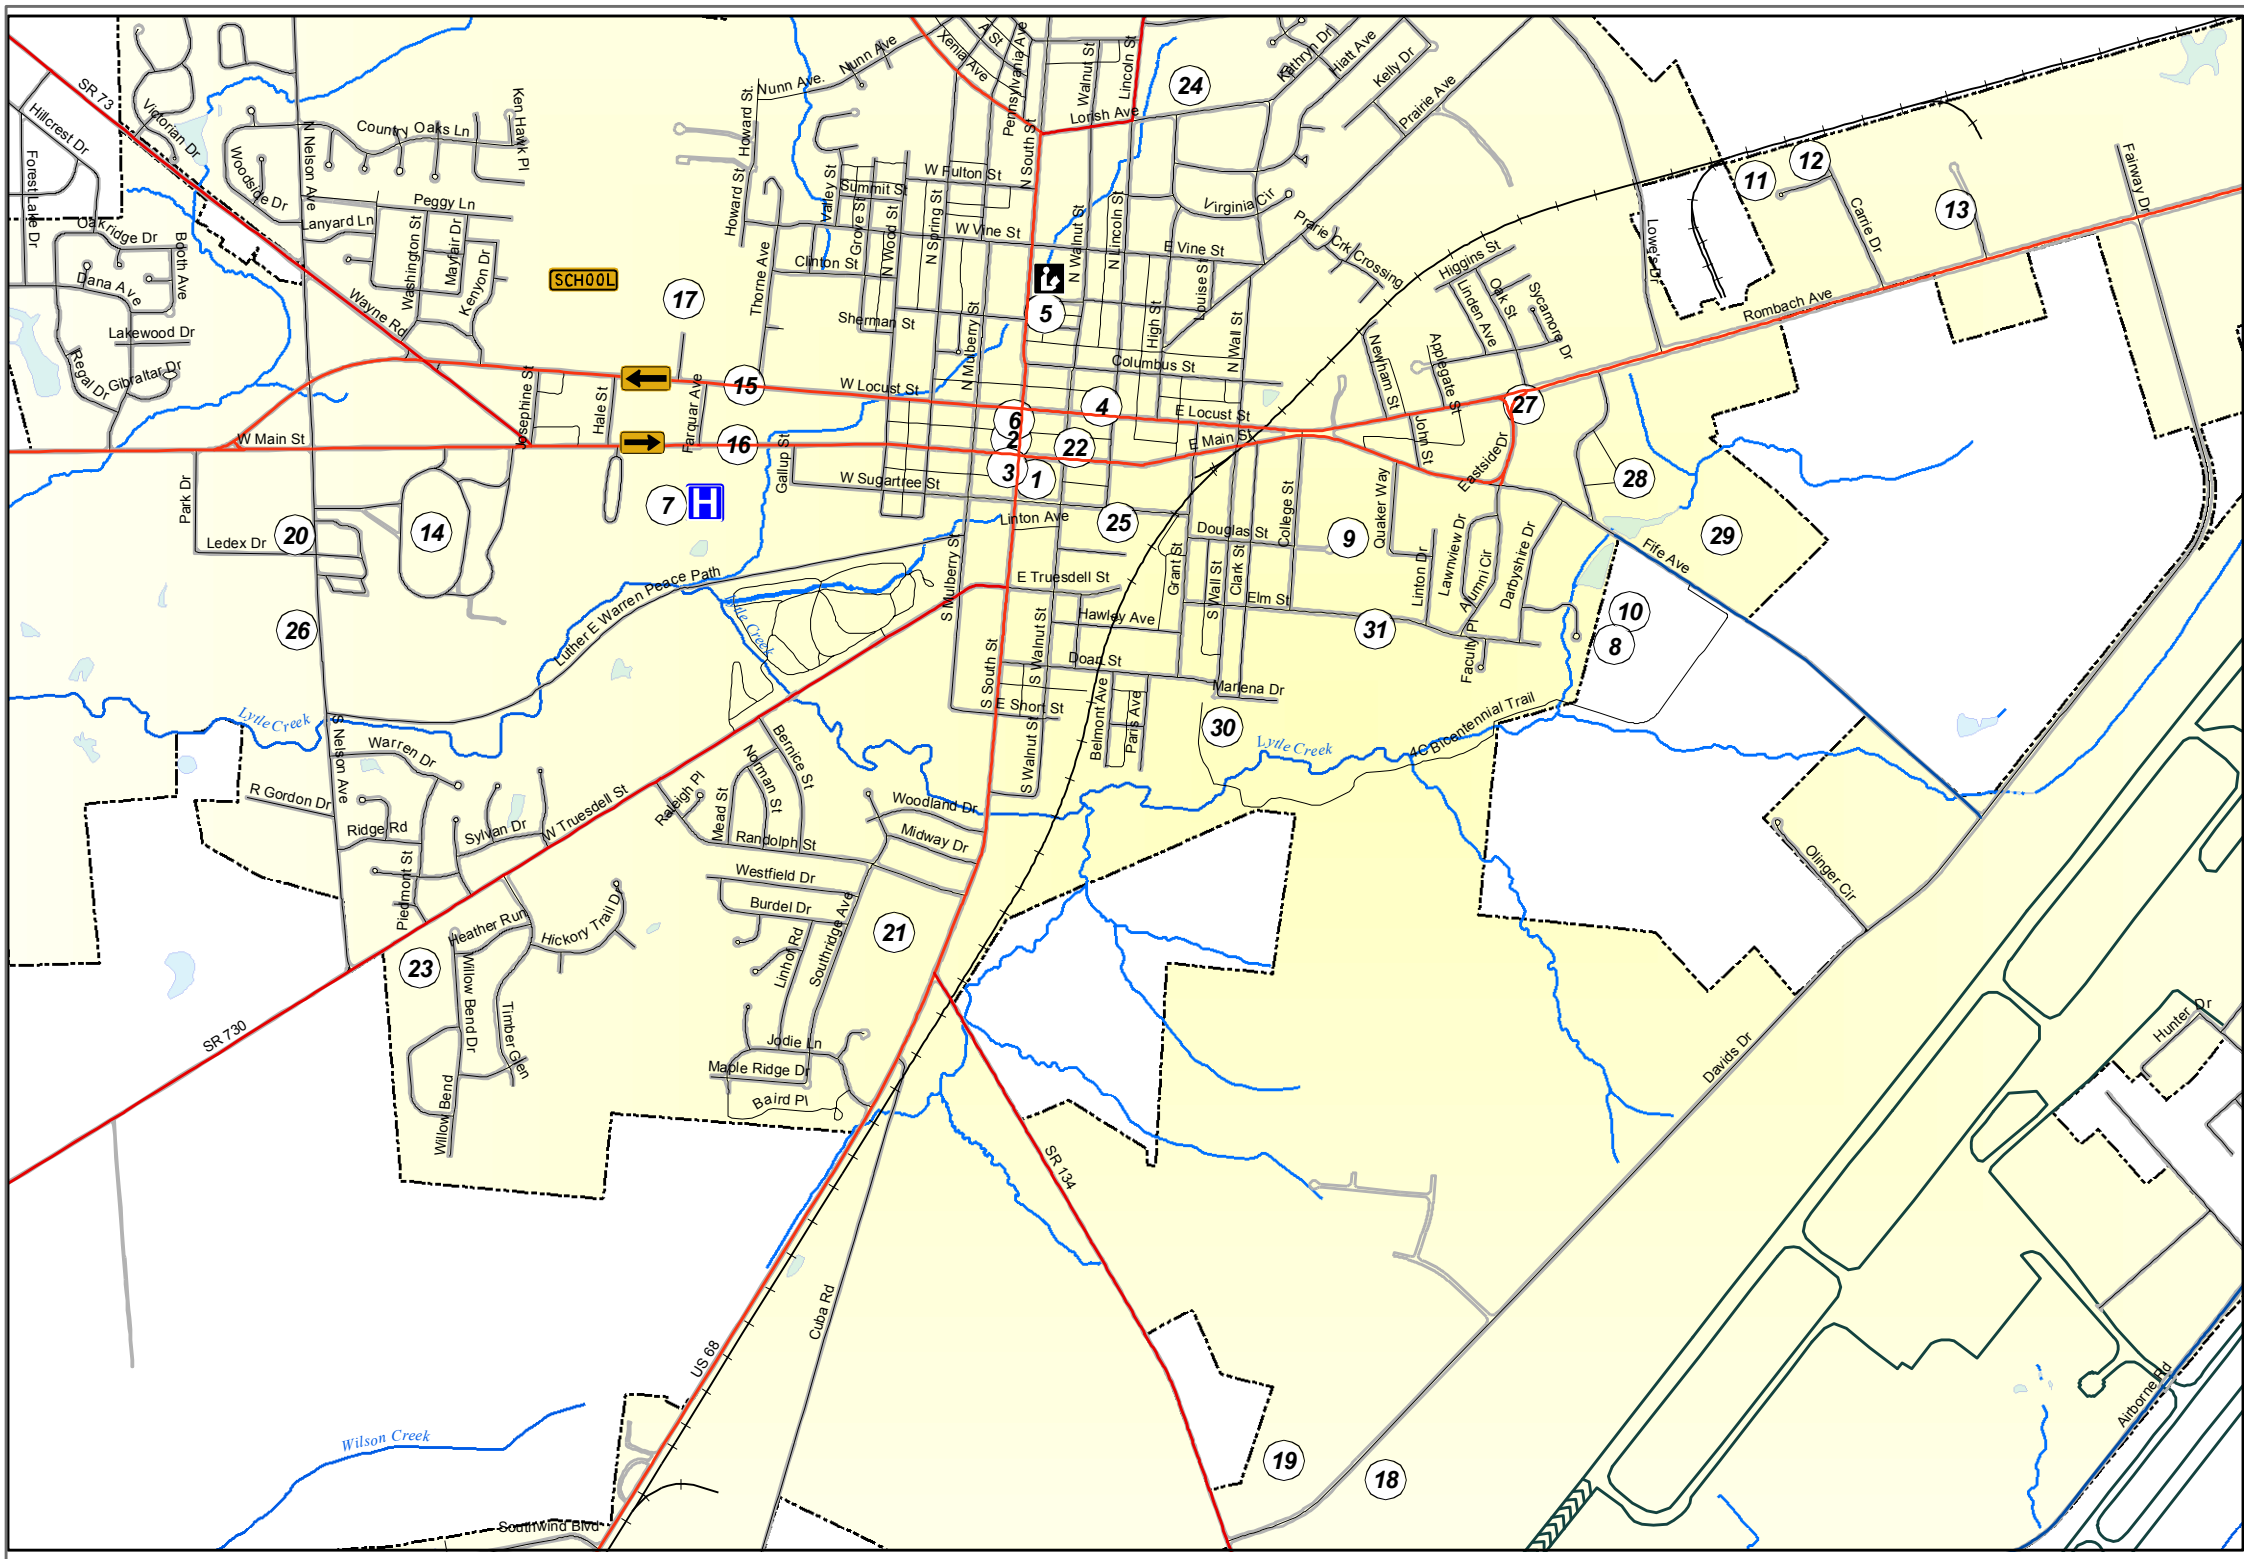 Xenia Ave
A St
Pennsylvania Ave
Walnut St
Lincoln St
Kathryn Dr
Hiatt Ave
Kelly Dr
Prairie Ave
24
SR 73
Victorian Dr
Hillcrest Dr
Forest Lake Dr
N Nelson Ave
Country Oaks Ln
Ken Hawk Pl
Howard St.
Nunn Ave.
Nunn Ave
N South St
Lorish Ave
Woodside Dr
Lanyard Ln
Peggy Ln
Oakridge Dr
Both Ave
Dana Ave
Lakewood Dr
Regal Dr
Gibraltar Dr
Washington St
Mayfair Dr
Kenyon Dr
Wayne Rd
SCHOOL
17
Howard St
Valley St
Summit St
Grove St
N Wood St
W Fulton St
N Spring St
W Vine St
Clinton St
Thorne Ave
Sherman St
N Mulberry St
N Walnut St
N Lincoln St
E Vine St
Virginia Cir
Prarie Crk Crossing
Louise St
High St
N Wall St
5
Columbus St
Higgins St
Linden Ave
Oak St
Sycamore Dr
Newham St
Applegate St
Lowe's Dr
11
12
13
Carrie Dr
Fairway Dr
Rombach Ave
W Main St
Josephine St
Hale St
Farquar Ave
15
16
W Locust St
6
2
3
1
4
22
E Locust St
E Main St
John St
27
Eastside Dr
28
29
Park Dr
Ledex Dr
20
14
7
H
Gallup St
W Sugartree St
Linton Ave
25
Douglas St
College St
9
Quaker Way
Linton Dr
Lawnview Dr
Alumni Cir
Darbyshire Dr
Fife Ave
26
Luther E Warren Peace Path
Lytle Creek
S Mulberry St
E Truesdell St
Grant St
S Wall St
Clark St
Elm St
Hawley Ave
S Walnut St
Doan St
31
Faculty Pl
10
8
Marlena Dr
S South St
E Short St
S Walnut St
Belmont Ave
Paris Ave
30
Lytle Creek
4C Bicentennial Trail
Lytle Creek
S Nelson Ave
Warren Dr
R Gordon Dr
Ridge Rd
Piedmont St
Sylvan Dr
W Truesdell St
Raleigh Pl
Mead St
Norman St
Bernice St
Randolph St
Woodland Dr
Midway Dr
Westfield Dr
Burdel Dr
Linhof Rd
Southridge Ave
21
23
Heather Run
Hickory Trail Dr
Willow Bend Dr
Timber Glen
Willow Bend
Jodie Ln
Maple Ridge Dr
Baird Pl
SR 730
Olinger Cir
Davids Dr
Hunter Dr
SR 134
Cuba Rd
US 68
Wilson Creek
Southwind Blvd
19
18
Airborne Rd